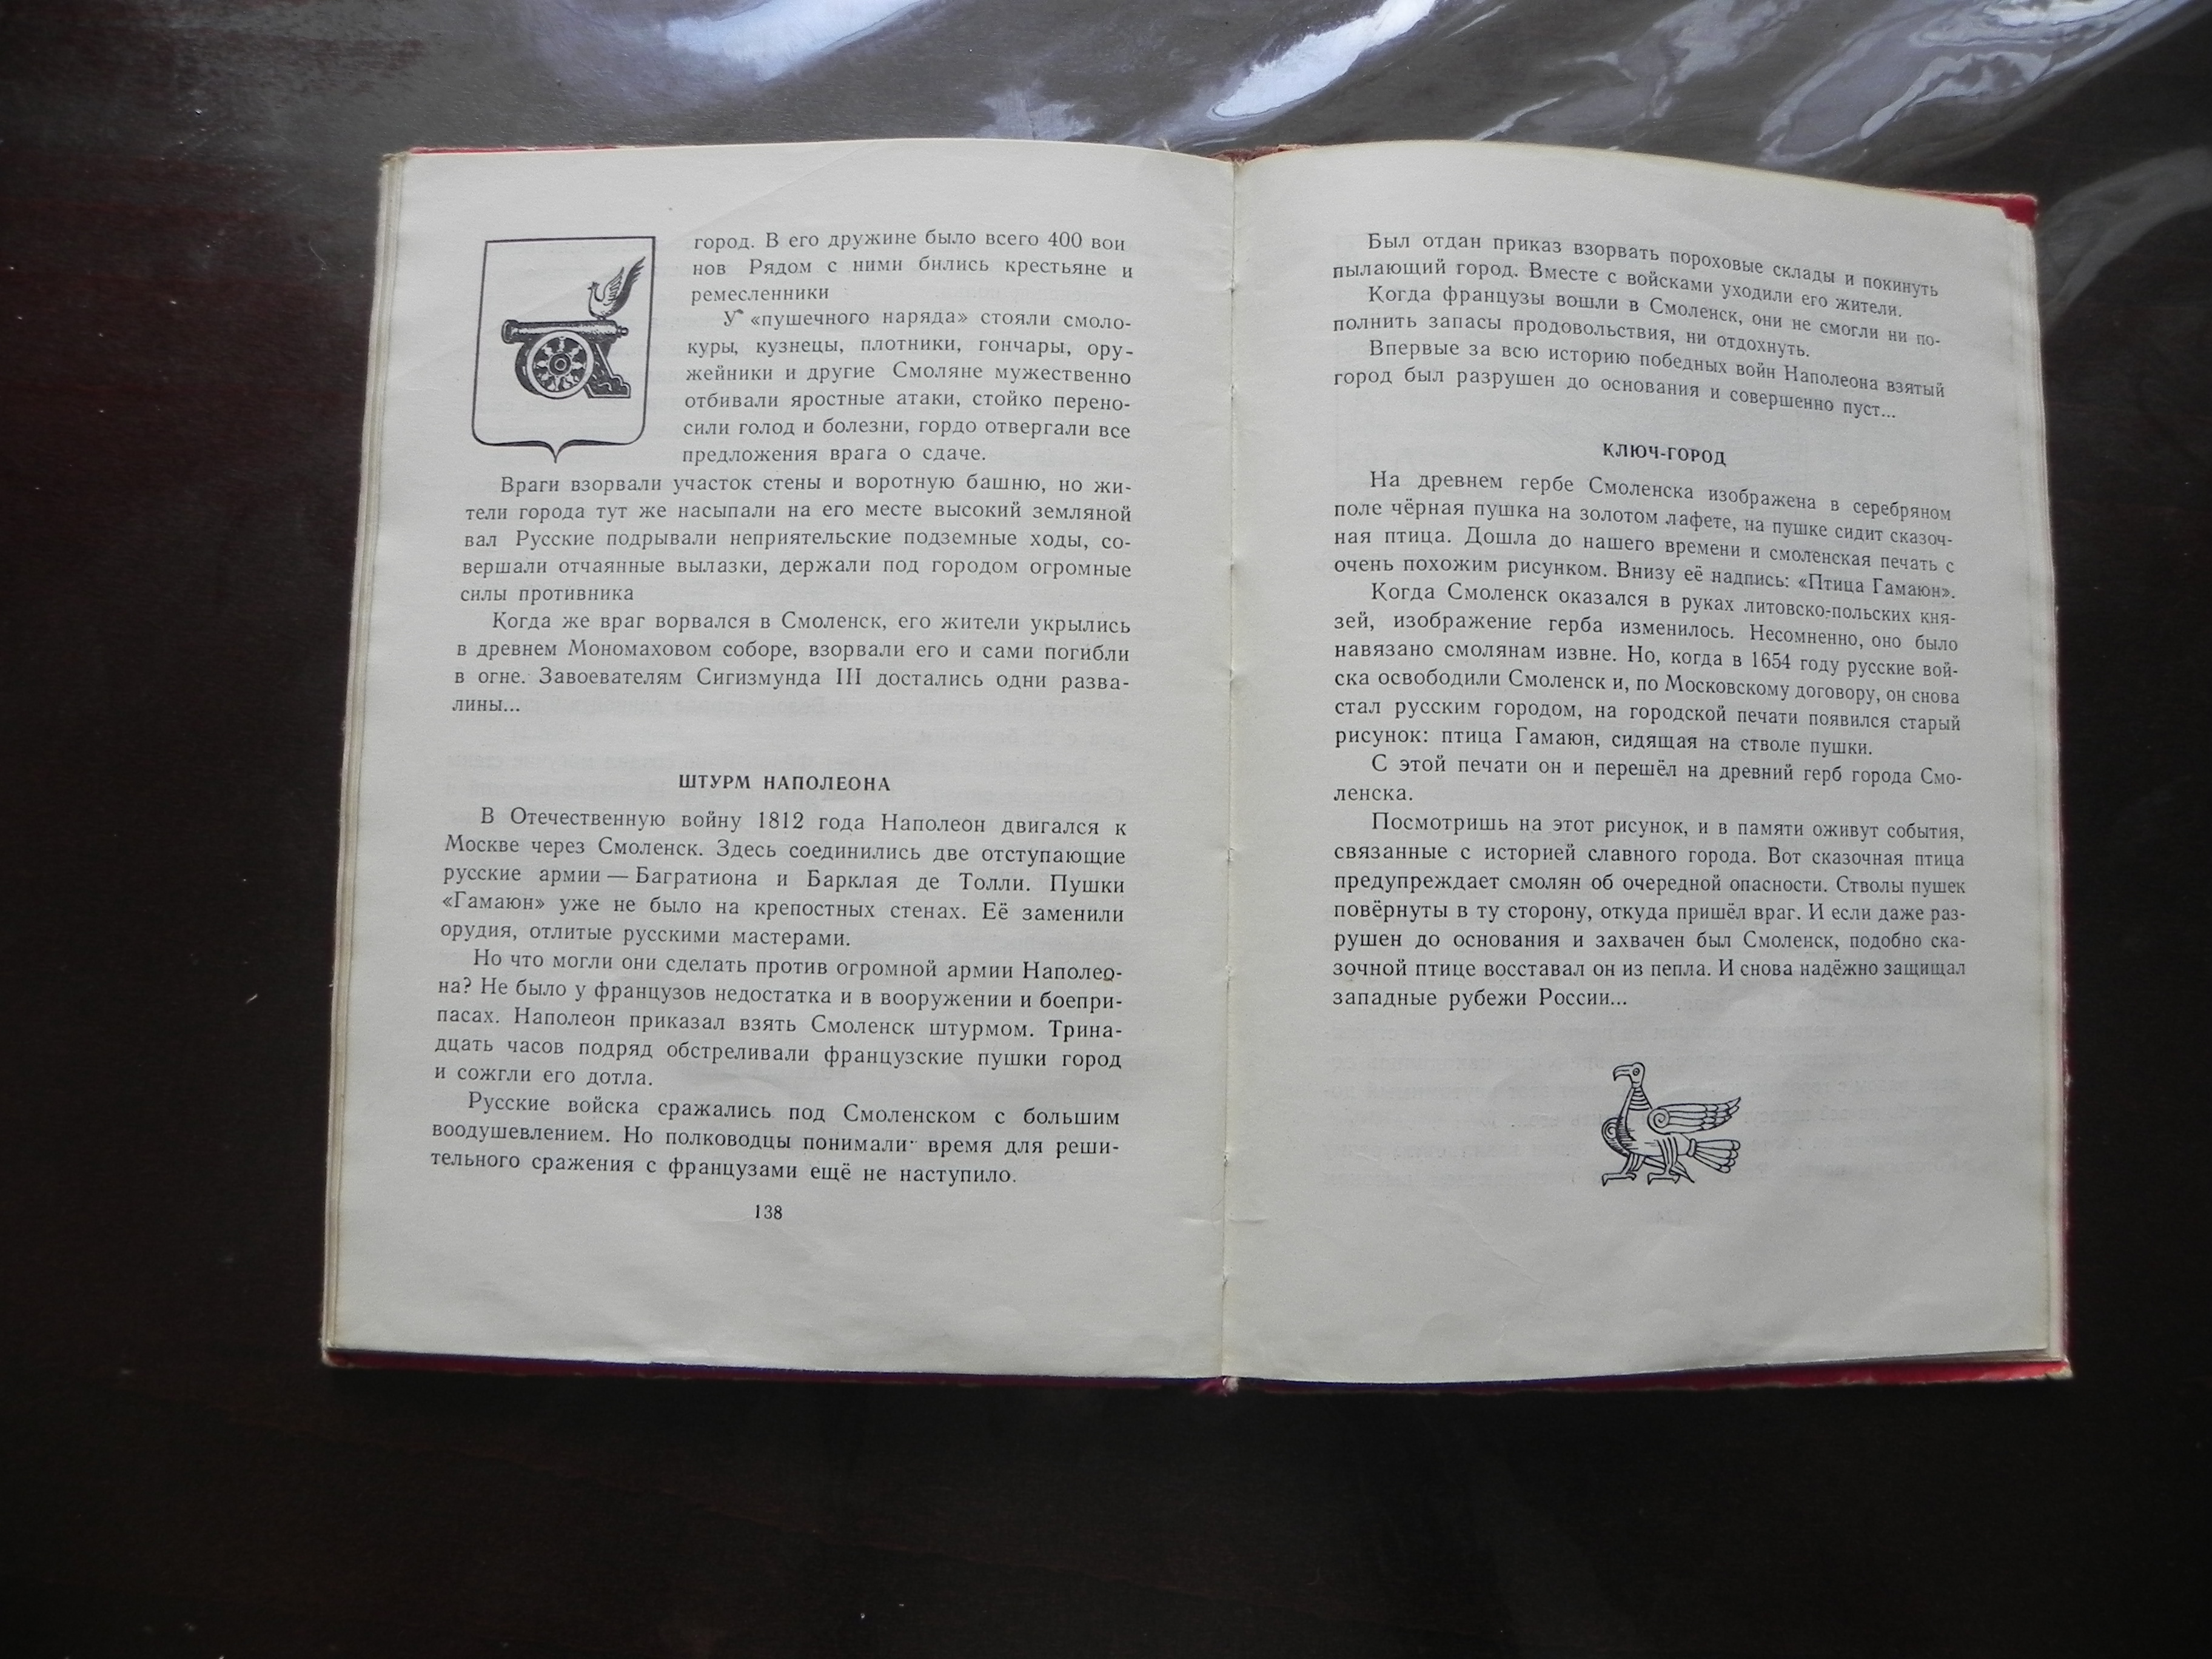 город. В его дружине было всего 400 вои
нов Рядом с ними бились крестьяне и
ремесленники
У «пушечного наряда» стояли смоло-
куры, кузнецы, плотники, гончары, ору-
жейники и другие Смоляне мужественно
отбивали яростные атаки, стойко перено-
сили голод и болезни, гордо отвергали все
предложения врага о сдаче.
Враги взорвали участок стены и воротную башню, но жи-
тели города тут же насыпали на его месте высокий земляной
вал Русские подрывали неприятельские подземные ходы, со-
вершали отчаянные вылазки, держали под городом огромные
силы противника
Когда же враг ворвался в Смоленск, его жители укрылись
в древнем Мономаховом соборе, взорвали его и сами погибли
в огне. Завоевателям Сигизмунда III достались одни разва-
лины...
ШТУРМ НАПОЛЕОНА
В Отечественную войну 1812 года Наполеон двигался к
Москве через Смоленск. Здесь соединились две отступающие
русские армии — Багратиона и Барклая де Толли. Пушки
«Гамаюн» уже не было на крепостных стенах. Её заменили
орудия, отлитые русскими мастерами.
Но что могли они сделать против огромной армии Наполео-
на? Не было у французов недостатка и в вооружении и боепри-
пасах. Наполеон приказал взять Смоленск штурмом. Трина-
дцать часов подряд обстреливали французские пушки город
и сожгли его дотла.
Русские войска сражались под Смоленском с большим
воодушевлением. Но полководцы понимали· время для реши-
тельного сражения с французами ещё не наступило.
138
Был отдан приказ взорвать пороховые склады и покинуть
пылающий город. Вместе с войсками уходили его жители.
Когда французы вошли в Смоленск, они не смогли ни по-
полнить запасы продовольствия, ни отдохнуть.
Впервые за всю историю победных войн Наполеона взятый
город был разрушен до основания и совершенно пуст...
КЛЮЧ-ГОРОД
На древнем гербе Смоленска изображена в серебряном
поле чёрная пушка на золотом лафете, на пушке сидит сказоч-
ная птица. Дошла до нашего времени и смоленская печать с
очень похожим рисунком. Внизу её надпись: «Птица Гамаюн».
Когда Смоленск оказался в руках литовско-польских кня-
зей, изображение герба изменилось. Несомненно, оно было
навязано смолянам извне. Но, когда в 1654 году русские вой-
ска освободили Смоленск и, по Московскому договору, он снова
стал русским городом, на городской печати появился старый
рисунок: птица Гамаюн, сидящая на стволе пушки.
С этой печати он и перешёл на древний герб города Смо-
ленска.
Посмотришь на этот рисунок, и в памяти оживут события,
связанные с историей славного города. Вот сказочная птица
предупреждает смолян об очередной опасности. Стволы пушек
повёрнуты в ту сторону, откуда пришёл враг. И если даже раз-
рушен до основания и захвачен был Смоленск, подобно ска-
зочной птице восставал он из пепла. И снова надёжно защищал
западные рубежи России...